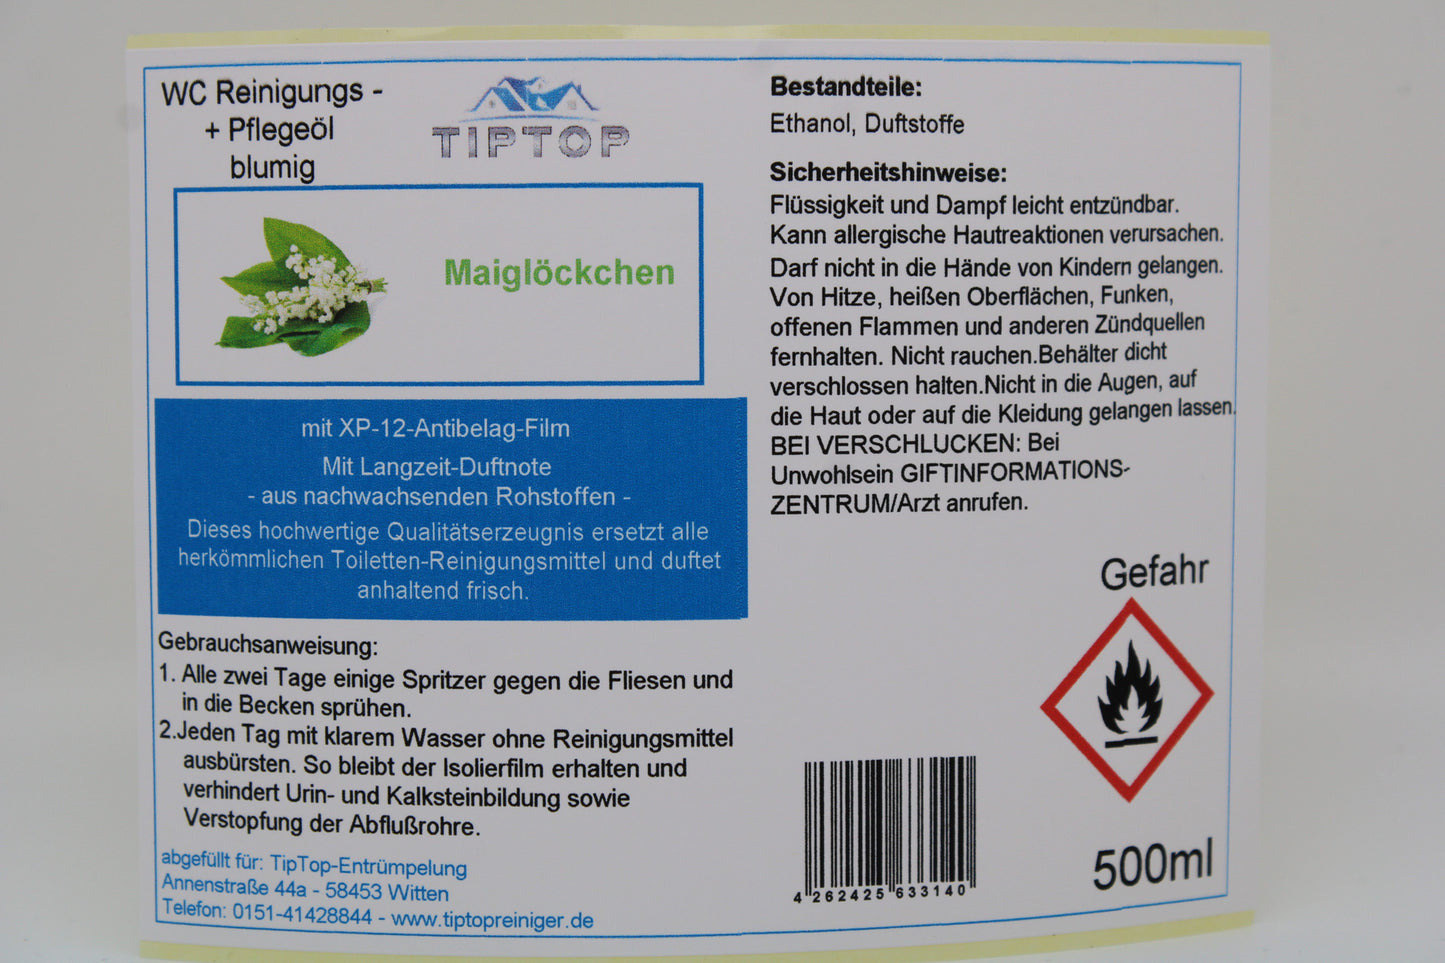 WC Reinigungs -
+ Pflegeöl
blumig
TIPTOP
Maiglöckchen
mit XP-12-Antibelag-Film
Mit Langzeit-Duftnote
- aus nachwachsenden Rohstoffen -
Dieses hochwertige Qualitätserzeugnis ersetzt alle
herkömmlichen Toiletten-Reinigungsmittel und duftet
anhaltend frisch.
Gebrauchsanweisung:
1. Alle zwei Tage einige Spritzer gegen die Fliesen und
in die Becken sprühen.
2.Jeden Tag mit klarem Wasser ohne Reinigungsmittel
ausbürsten. So bleibt der Isolierfilm erhalten und
verhindert Urin- und Kalksteinbildung sowie
Verstopfung der Abflußrohre.
abgefüllt für: TipTop-Entrümpelung
Annenstraße 44a - 58453 Witten
Telefon: 0151-41428844 - www.tiptopreiniger.de
Bestandteile:
Ethanol, Duftstoffe
Sicherheitshinweise:
Flüssigkeit und Dampf leicht entzündbar.
Kann allergische Hautreaktionen verursachen.
Darf nicht in die Hände von Kindern gelangen.
Von Hitze, heißen Oberflächen, Funken,
offenen Flammen und anderen Zündquellen
fernhalten. Nicht rauchen.Behälter dicht
verschlossen halten.Nicht in die Augen, auf
die Haut oder auf die Kleidung gelangen lassen.
BEI VERSCHLUCKEN: Bei
Unwohlsein GIFTINFORMATIONS-
ZENTRUM/Arzt anrufen.
Gefahr
4 262425 633140
500ml